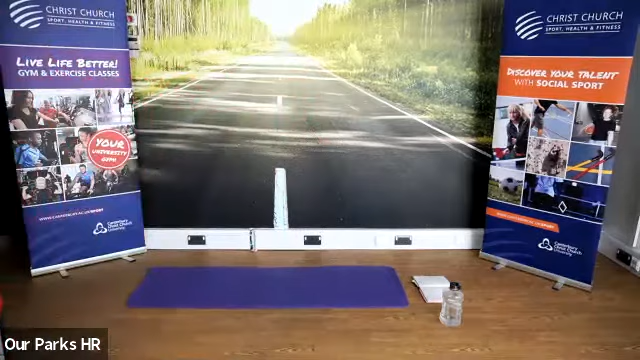 CHRIST CHURCH
SPORT, HEALTH & FITNESS
LIVE LIFE BETTER!
GYM & EXERCISE CLASSES
YOUR
UNIVERSITY
GYM
Canterbury
Christ Church
University
CHRIST CHURCH
SPORT, HEALTH & FITNESS
DISCOVER YOUR TALENT
WITH SOCIAL SPORT
Canterbury
Christ Church
University
Our Parks HR